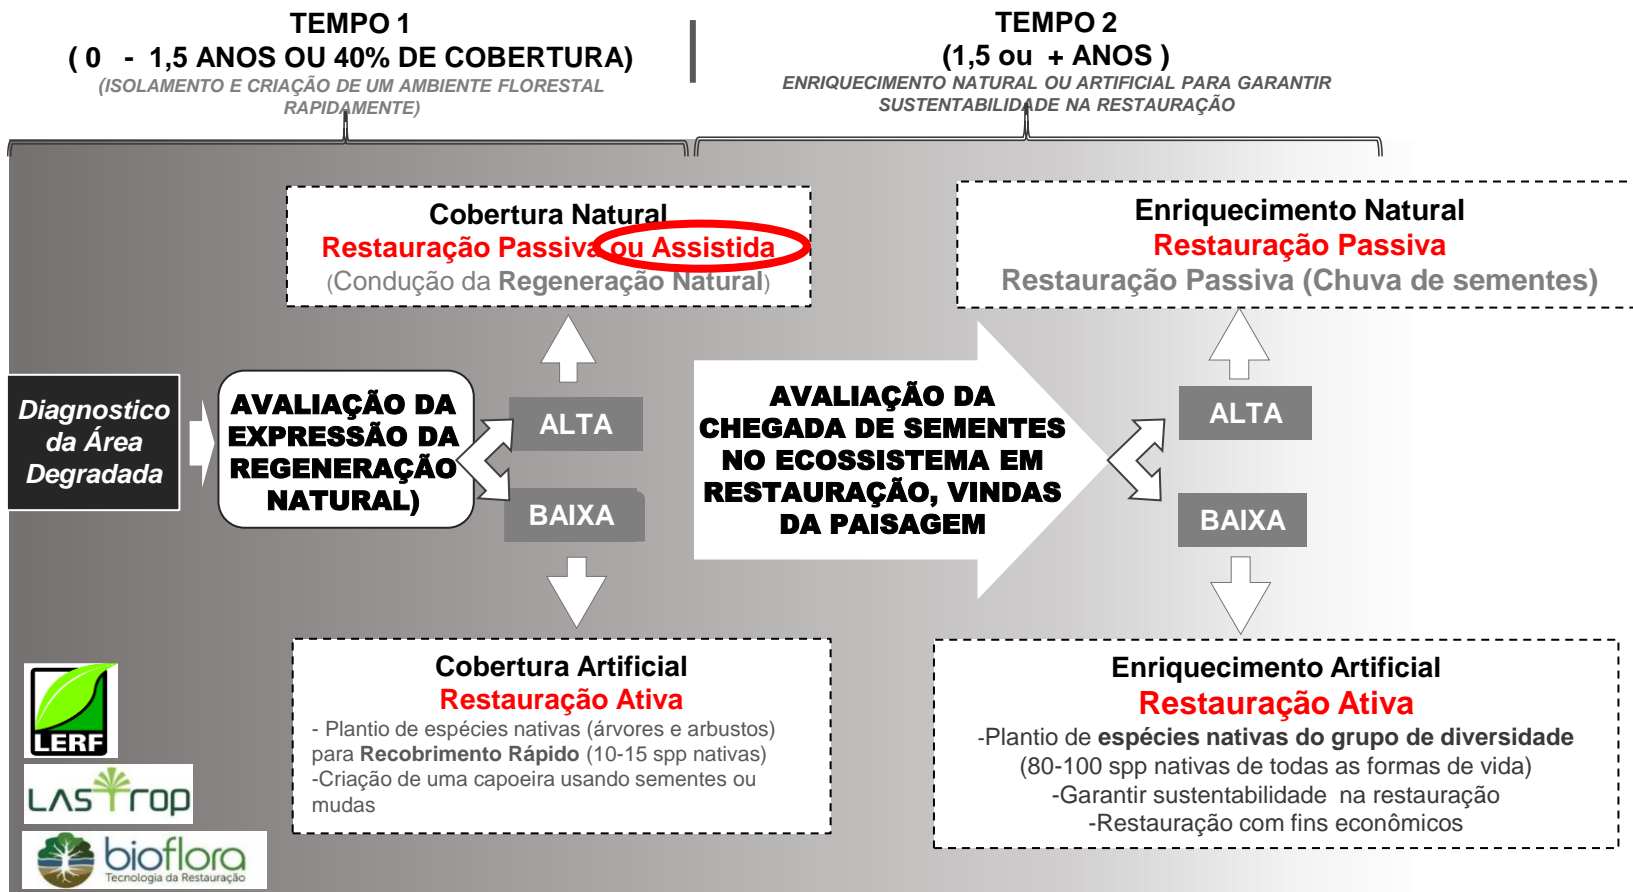 TEMPO 1
( 0 - 1,5 ANOS OU 40% DE COBERTURA)
(ISOLAMENTO E CRIAÇÃO DE UM AMBIENTE FLORESTAL
RAPIDAMENTE)
TEMPO 2
(1,5 ou + ANOS )
ENRIQUECIMENTO NATURAL OU ARTIFICIAL PARA GARANTIR
SUSTENTABILIDADE NA RESTAURAÇÃO
Cobertura Natural
Restauração Passiva ou Assistida
(Condução da Regeneração Natural)
Enriquecimento Natural
Restauração Passiva
Restauração Passiva (Chuva de sementes)
Diagnostico
da Área
Degradada
AVALIAÇÃO DA
EXPRESSÃO DA
REGENERAÇÃO
NATURAL)
ALTA
BAIXA
AVALIAÇÃO DA
CHEGADA DE SEMENTES
NO ECOSSISTEMA EM
RESTAURAÇÃO, VINDAS
DA PAISAGEM
ALTA
BAIXA
Cobertura Artificial
Restauração Ativa
- Plantio de espécies nativas (árvores e arbustos)
para Recobrimento Rápido (10-15 spp nativas)
-Criação de uma capoeira usando sementes ou
mudas
Enriquecimento Artificial
Restauração Ativa
-Plantio de espécies nativas do grupo de diversidade
(80-100 spp nativas de todas as formas de vida)
-Garantir sustentabilidade na restauração
-Restauração com fins econômicos
LERF
LASTROP
bioflora
Tecnologia da Restauração